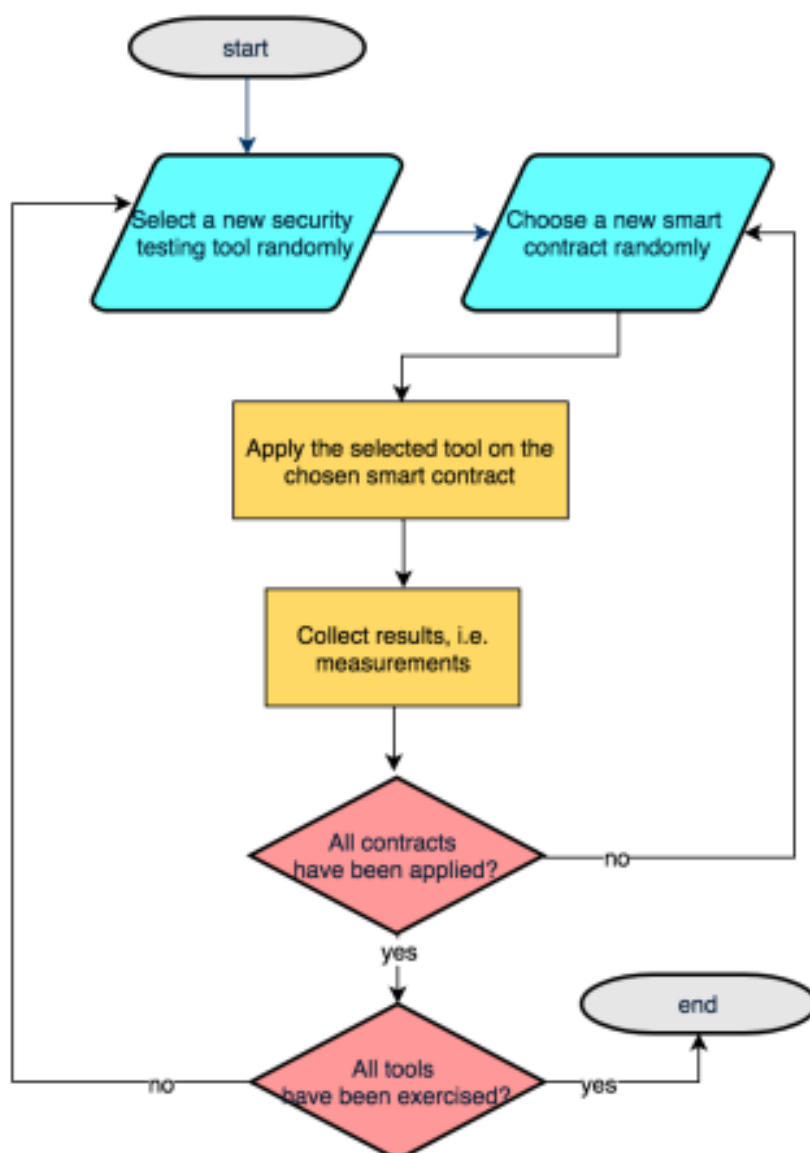 start
Select a new security
testing tool randomly
Choose a new smart
contract randomly
Apply the selected tool on the
chosen smart contract
Collect results, i.e.
measurements
All contracts
have been applied?
no
yes
end
All tools
have been exercised?
no
yes